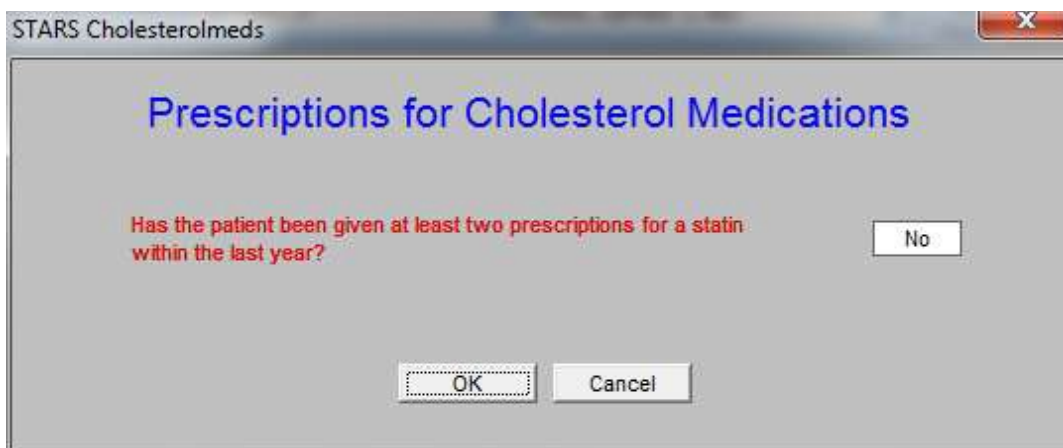 STARS Cholesterolmeds
Prescriptions for Cholesterol Medications
Has the patient been given at least two prescriptions for a statin
within the last year?
No
OK
Cancel